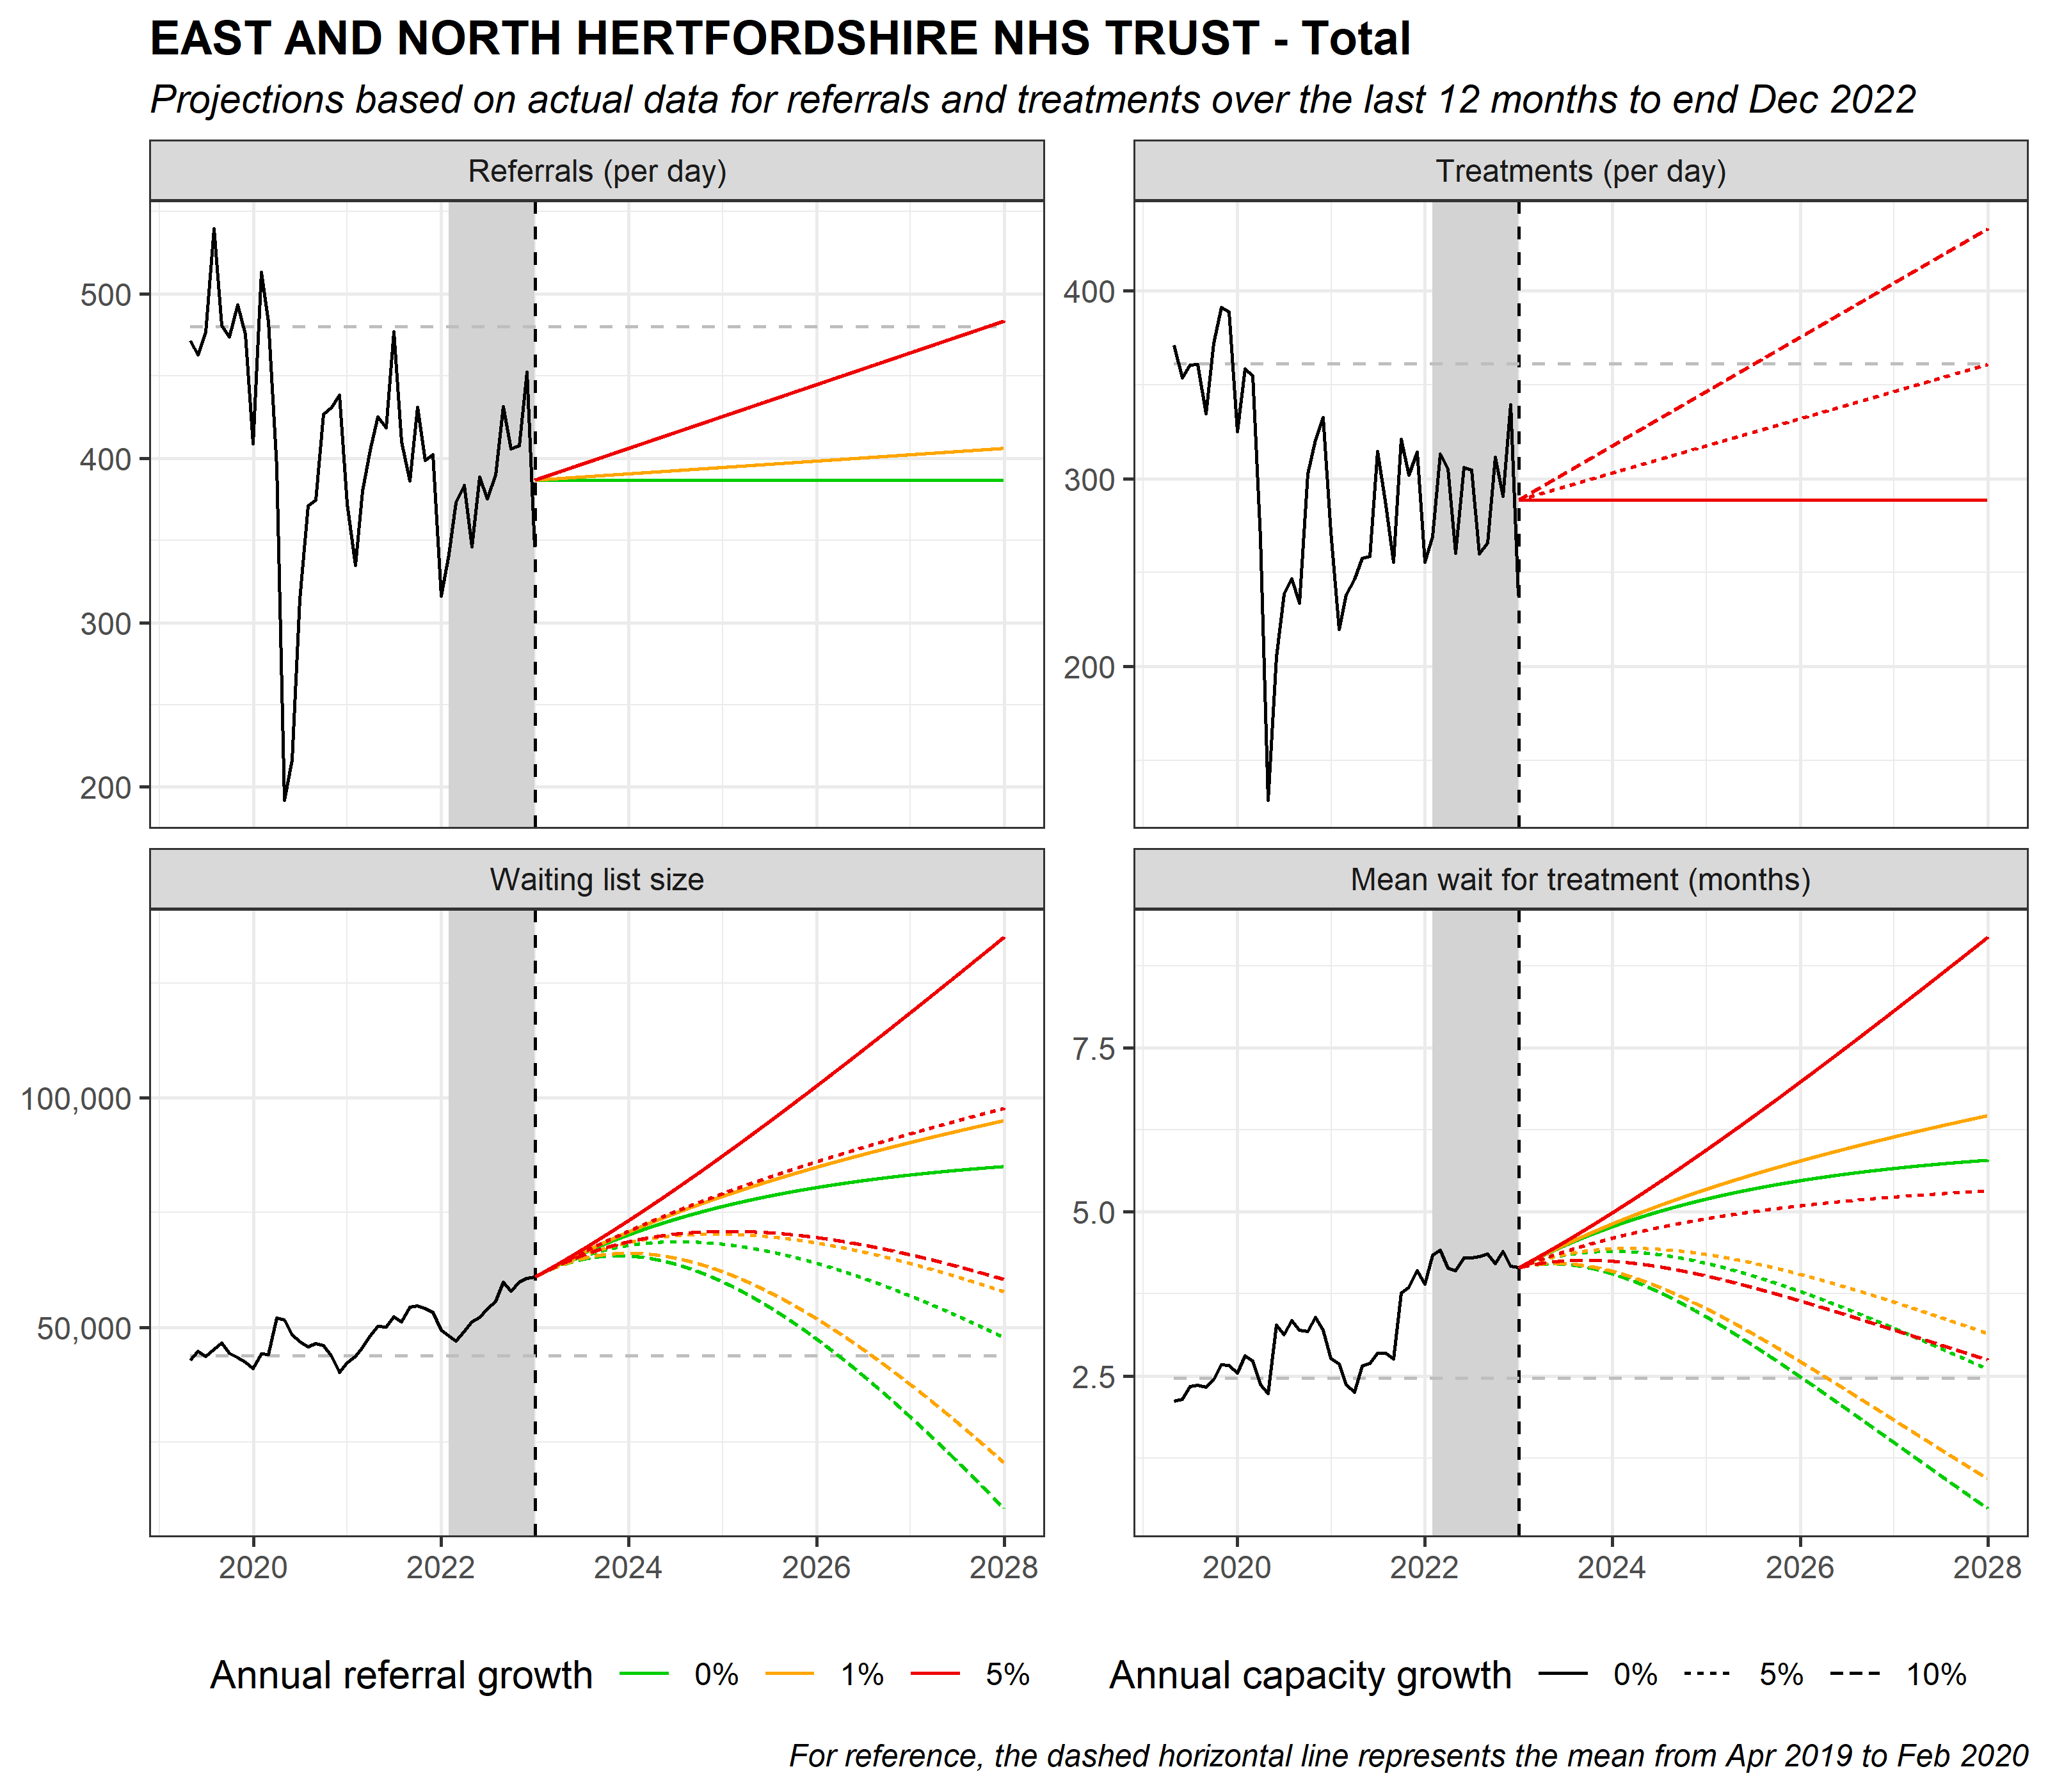 EAST AND NORTH HERTFORDSHIRE NHS TRUST - Total
Projections based on actual data for referrals and treatments over the last 12 months to end Dec 2022
Referrals (per day)
500
400
300
200
Treatments (per day)
400
300
200
Waiting list size
100,000
50,000
2020 2022 2024 2026 2028
Mean wait for treatment (months)
7.5
5.0
2.5
2020 2022 2024 2026 2028
Annual referral growth 0% 1% 5%
Annual capacity growth 0% 5% 10%
For reference, the dashed horizontal line represents the mean from Apr 2019 to Feb 2020